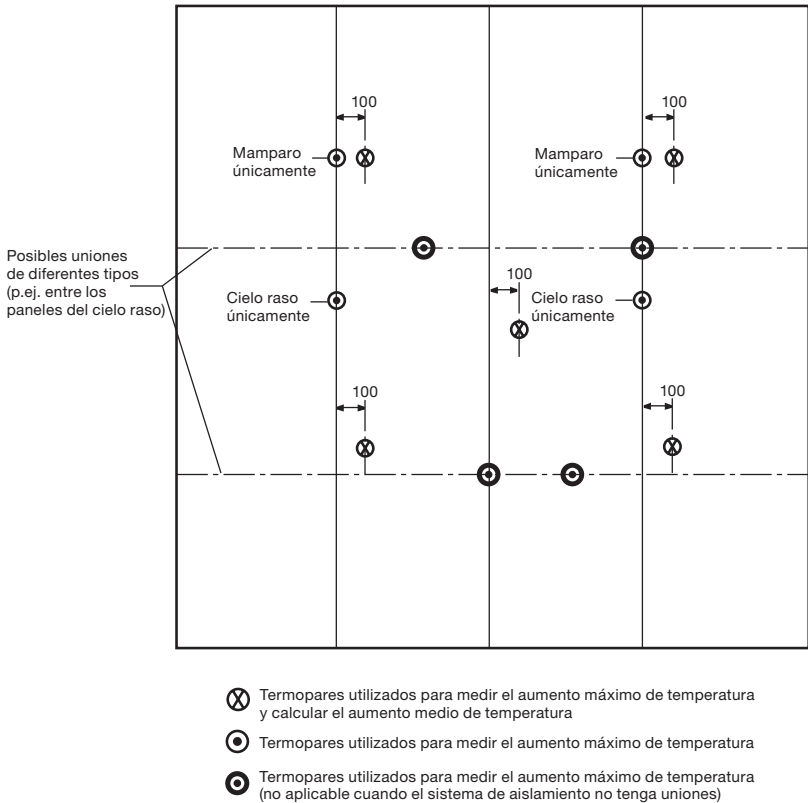 100
100
Mamparo
únicamente
Mamparo
únicamente
Posibles uniones
de diferentes tipos
(p.ej. entre los
paneles del cielo raso)
100
Cielo raso
únicamente
Cielo raso
únicamente
100
100
Termopares utilizados para medir el aumento máximo de temperatura
y calcular el aumento medio de temperatura
Termopares utilizados para medir el aumento máximo de temperatura
Termopares utilizados para medir el aumento máximo de temperatura
(no aplicable cuando el sistema de aislamiento no tenga uniones)